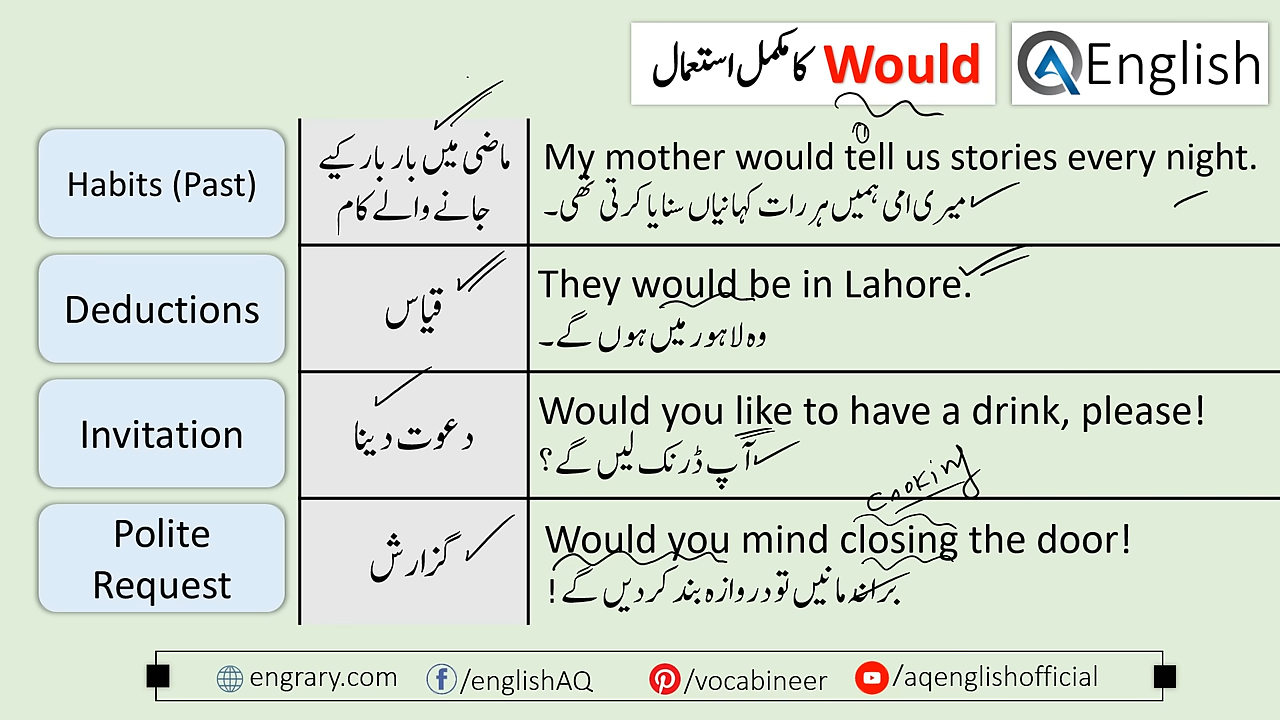 Would کا مکمل استعمال
AQ English
Habits (Past)
ماضی میں بار بار کیے
جانے والے کام
My mother would tell us stories every night.
میری امی ہمیں ہر رات کہانیاں سنایا کرتی تھی۔
Deductions
قیاس
They would be in Lahore.
وہ لاہور میں ہوں گے۔
Invitation
دعوت دینا
Would you like to have a drink, please!
آپ ڈرنک لیں گے؟
cooking
Polite
Request
گزارش
Would you mind closing the door!
برا نہ مانیں تو دروازہ بند کر دیں گے!
engrary.com /englishAQ /vocabineer /aqenglishofficial